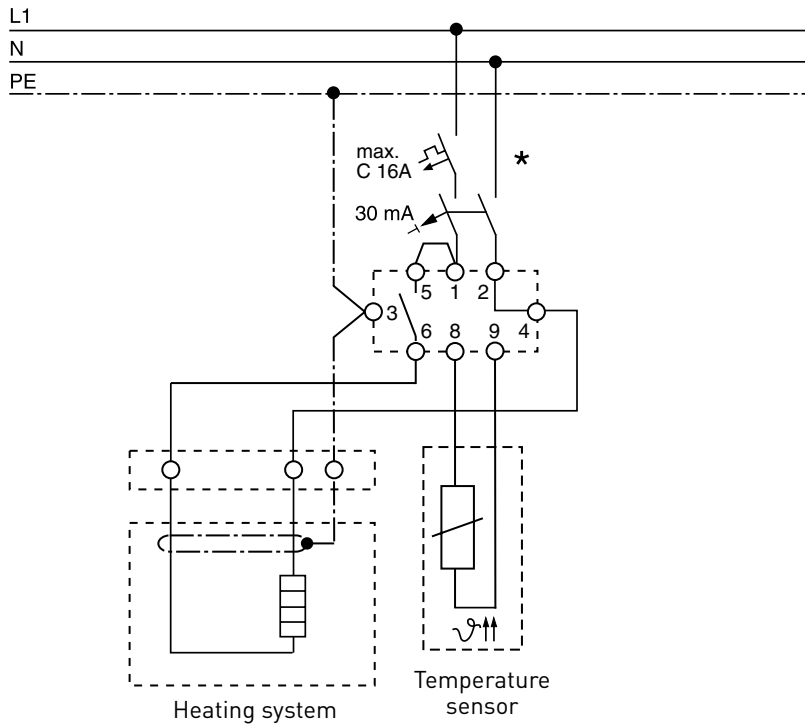 L1
N
PE
max.
C 16A
*
30 mA
5 1 2
3 4
6 8 9
ϑ
Heating system
Temperature
sensor